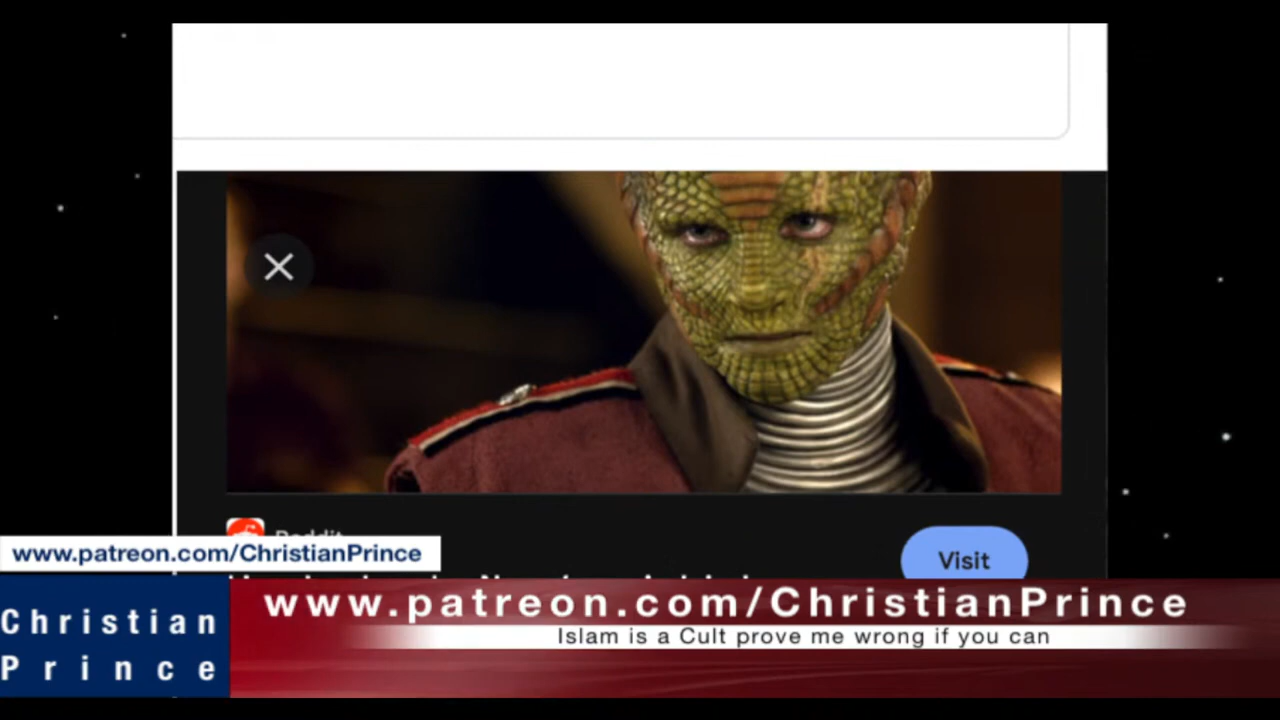 Reddit
Visit
www.patreon.com/ChristianPrince
www.patreon.com/ChristianPrince
Islam is a Cult prove me wrong if you can
Christian
Prince